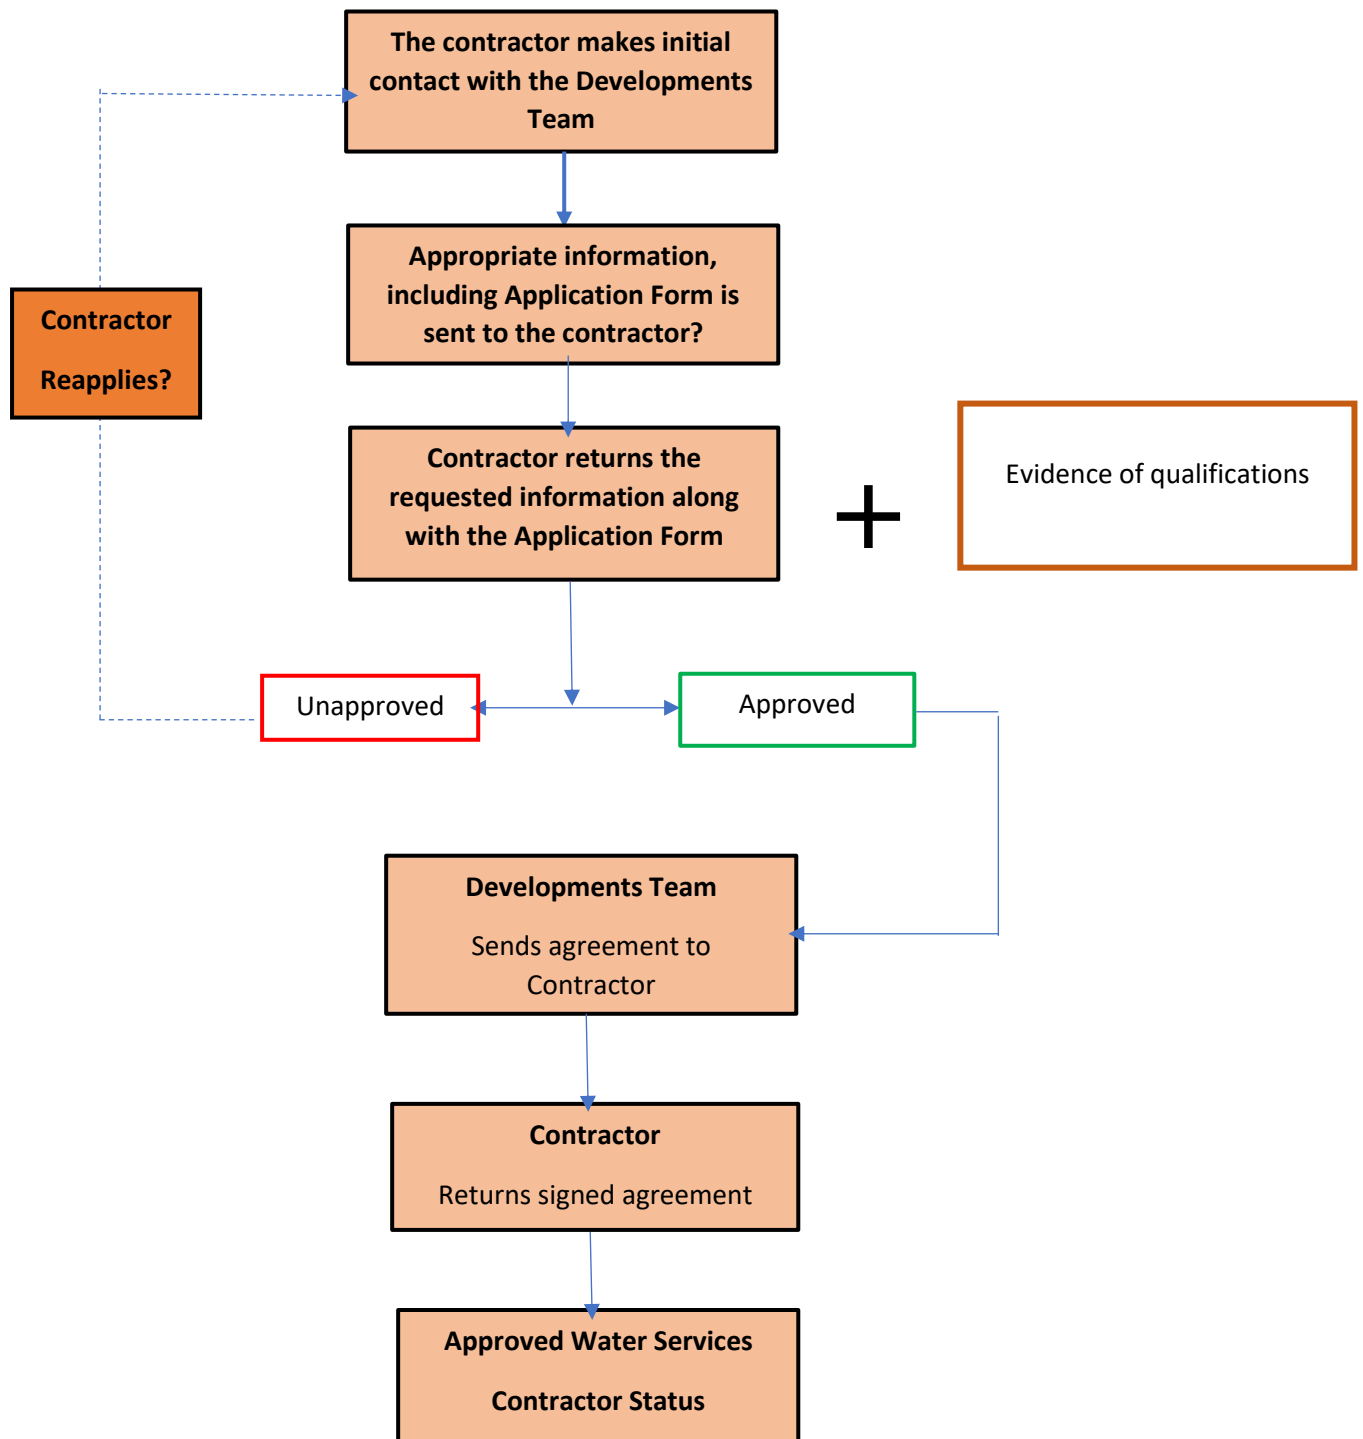 The contractor makes initial
contact with the Developments
Team
Appropriate information,
including Application Form is
sent to the contractor?
Contractor
Reapplies?
Contractor returns the
requested information along
with the Application Form
Evidence of qualifications
Unapproved
Approved
Developments Team
Sends agreement to
Contractor
Contractor
Returns signed agreement
Approved Water Services
Contractor Status